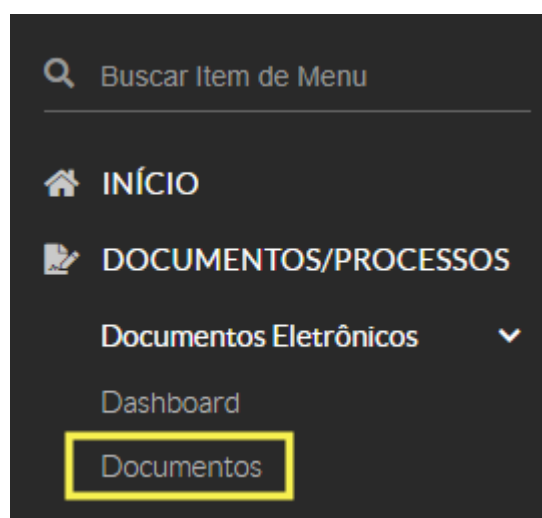 Buscar Item de Menu
INÍCIO
DOCUMENTOS/PROCESSOS
Documentos Eletrônicos
Dashboard
Documentos